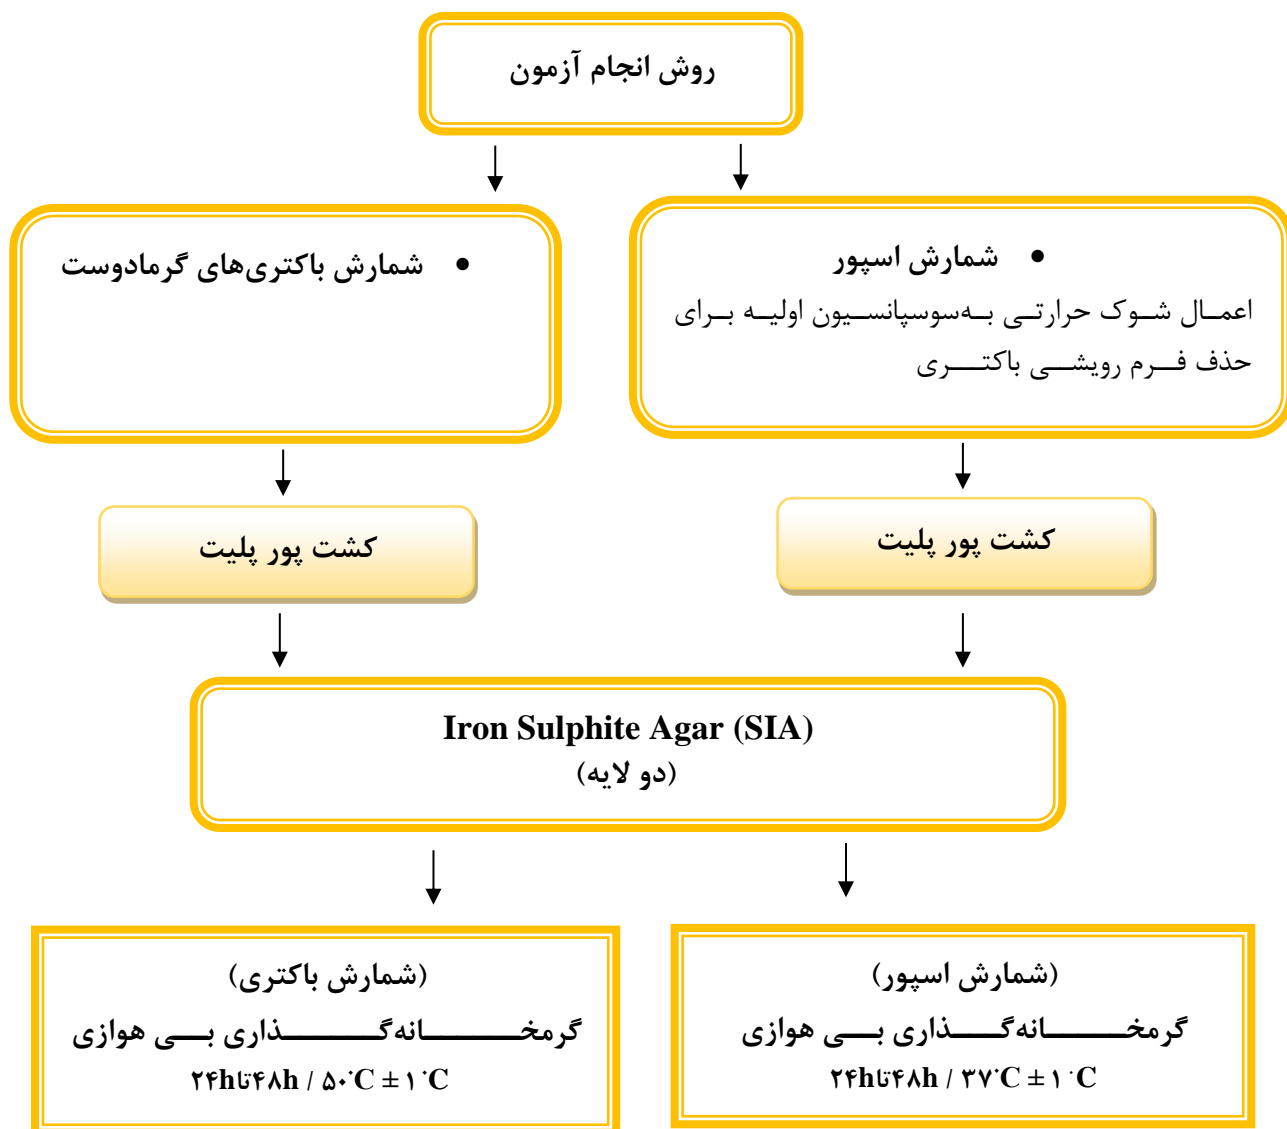 روش انجام آزمون
• شمارش اسپور
اعمال شوک حرارتی به‌سوسپانسیون اولیه برای
حذف فرم رویشی باکتری
• شمارش باکتری‌های گرمادوست
کشت پور پلیت
کشت پور پلیت
Iron Sulphite Agar (SIA)
(دو لایه)
(شمارش اسپور)
گرمخانه‌گذاری بی هوازی
۲۴hتا۴۸h / ۳۷°C ± ۱ °C
(شمارش باکتری)
گرمخانه‌گذاری بی هوازی
۲۴hتا۴۸h / ۵۰°C ± ۱°C